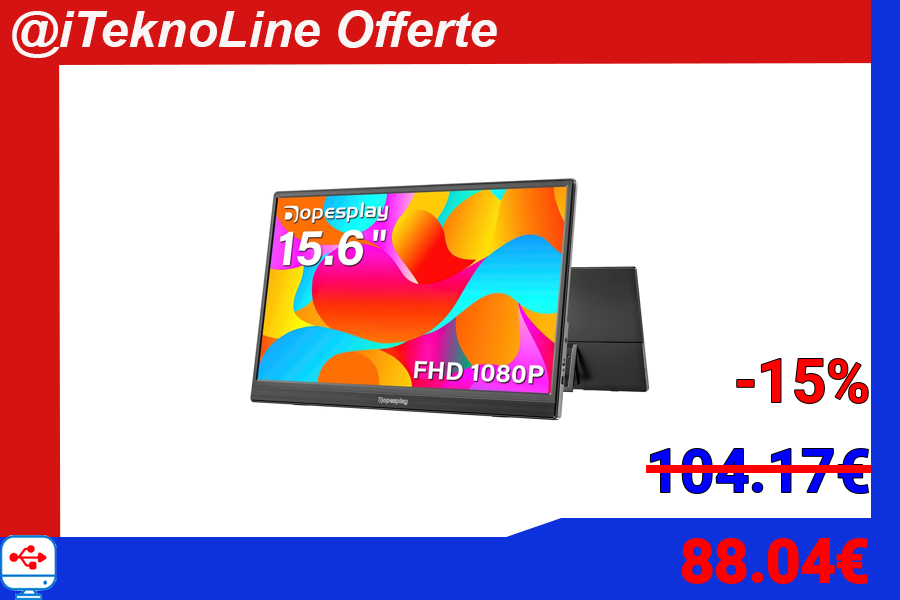 @iTeknoLine Offerte
Dopesplay
15.6"
FHD 1080P
Dopesplay
-15%
104.17€
88.04€